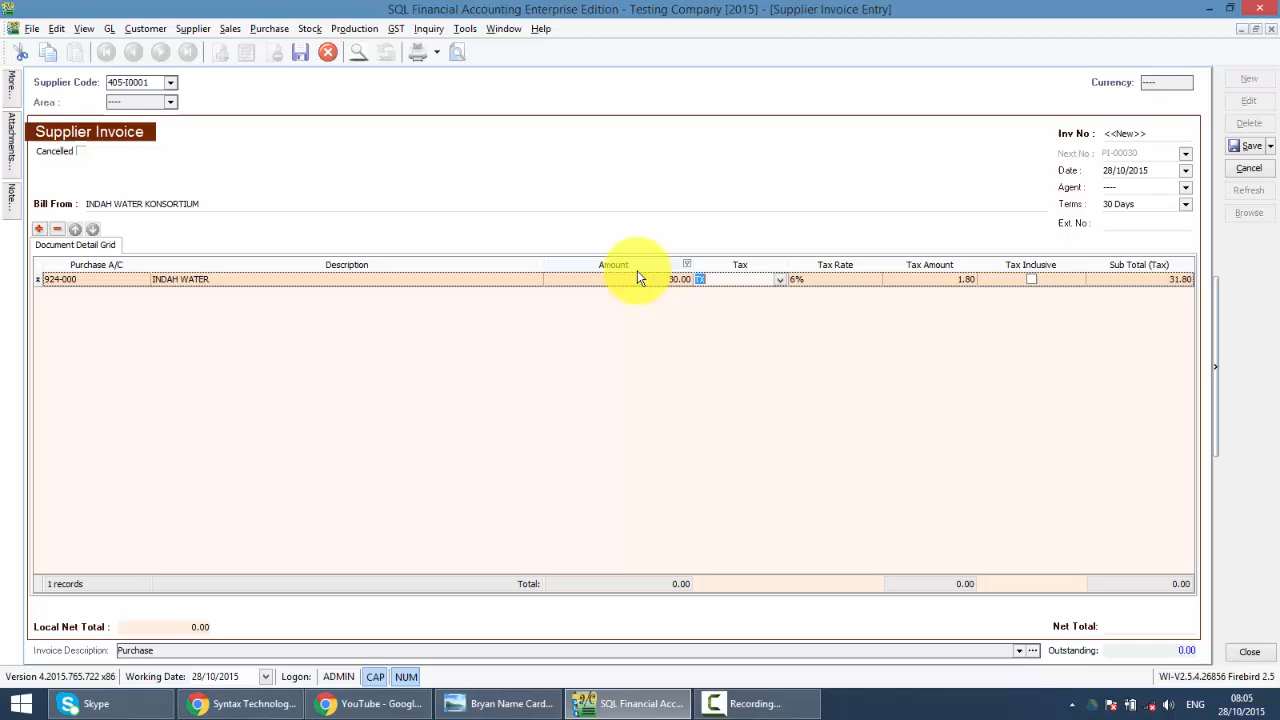 SQL Financial Accounting Enterprise Edition - Testing Company [2015] - [Supplier Invoice Entry]
File Edit View GL Customer Supplier Sales Purchase Stock Production GST Inquiry Tools Window Help
More... Attachments... Note...
Supplier Code: 405-I0001 Currency: ----
Area : ----
Supplier Invoice
Cancelled
Inv No : <<New>>
Next No : PI-00030
Date : 28/10/2015
Agent : ----
Bill From : INDAH WATER KONSORTIUM Terms : 30 Days
Ext. No :
Document Detail Grid
Purchase A/C Description Amount Tax Tax Rate Tax Amount Tax Inclusive Sub Total (Tax)
924-000 INDAH WATER 30.00 TX 6% 1.80 31.80
1 records Total: 0.00 0.00 0.00
Local Net Total : 0.00 Net Total:
Invoice Description: Purchase Outstanding: 0.00
New
Edit
Delete
Save
Cancel
Refresh
Browse
Close
Version 4.2015.765.722 x86 Working Date: 28/10/2015 Logon: ADMIN CAP NUM WI-V2.5.4.26856 Firebird 2.5
Skype Syntax Technolog... YouTube - Googl... Bryan Name Card... SQL Financial Acc... Recording... ENG 08:05
28/10/2015